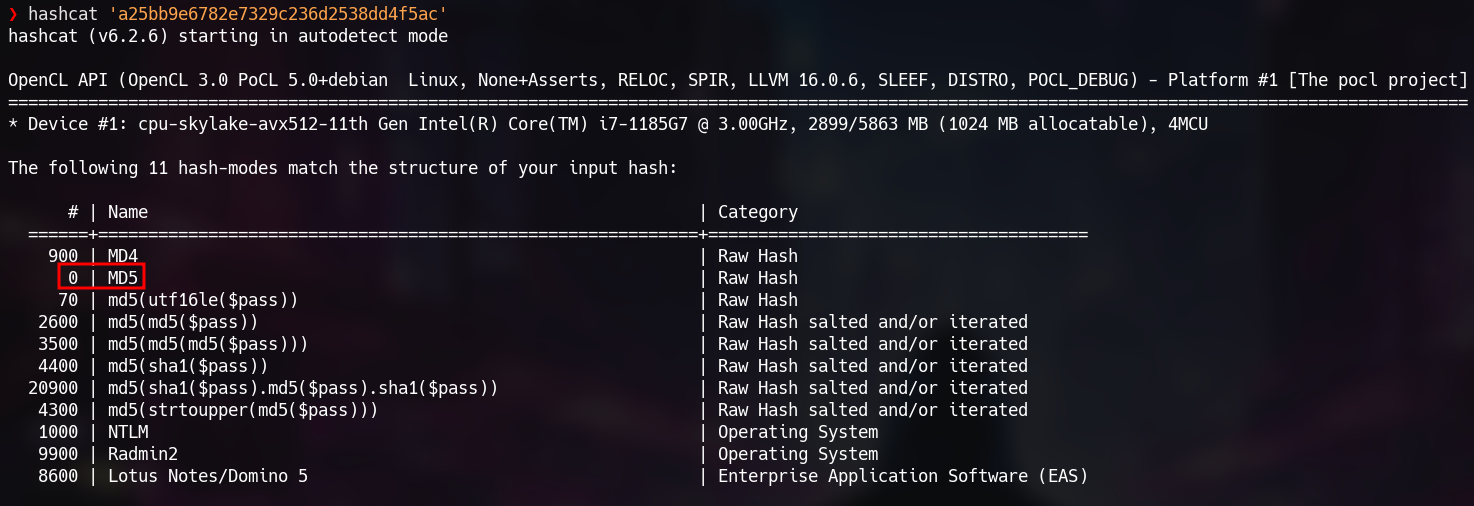 ❯ hashcat 'a25bb9e6782e7329c236d2538dd4f5ac'
hashcat (v6.2.6) starting in autodetect mode
OpenCL API (OpenCL 3.0 PoCL 5.0+debian  Linux, None+Asserts, RELOC, SPIR, LLVM 16.0.6, SLEEF, DISTRO, POCL_DEBUG) - Platform #1 [The pocl project]
==================================================================================================================================================
* Device #1: cpu-skylake-avx512-11th Gen Intel(R) Core(TM) i7-1185G7 @ 3.00GHz, 2899/5863 MB (1024 MB allocatable), 4MCU
The following 11 hash-modes match the structure of your input hash:
      # | Name                                                       | Category
  ======+============================================================+======================================
    900 | MD4                                                        | Raw Hash
      0 | MD5                                                        | Raw Hash
     70 | md5(utf16le($pass))                                        | Raw Hash
   2600 | md5(md5($pass))                                            | Raw Hash salted and/or iterated
   3500 | md5(md5(md5($pass)))                                       | Raw Hash salted and/or iterated
   4400 | md5(sha1($pass))                                           | Raw Hash salted and/or iterated
  20900 | md5(sha1($pass).md5($pass).sha1($pass))                    | Raw Hash salted and/or iterated
   4300 | md5(strtoupper(md5($pass)))                                | Raw Hash salted and/or iterated
   1000 | NTLM                                                       | Operating System
   9900 | Radmin2                                                    | Operating System
   8600 | Lotus Notes/Domino 5                                       | Enterprise Application Software (EAS)